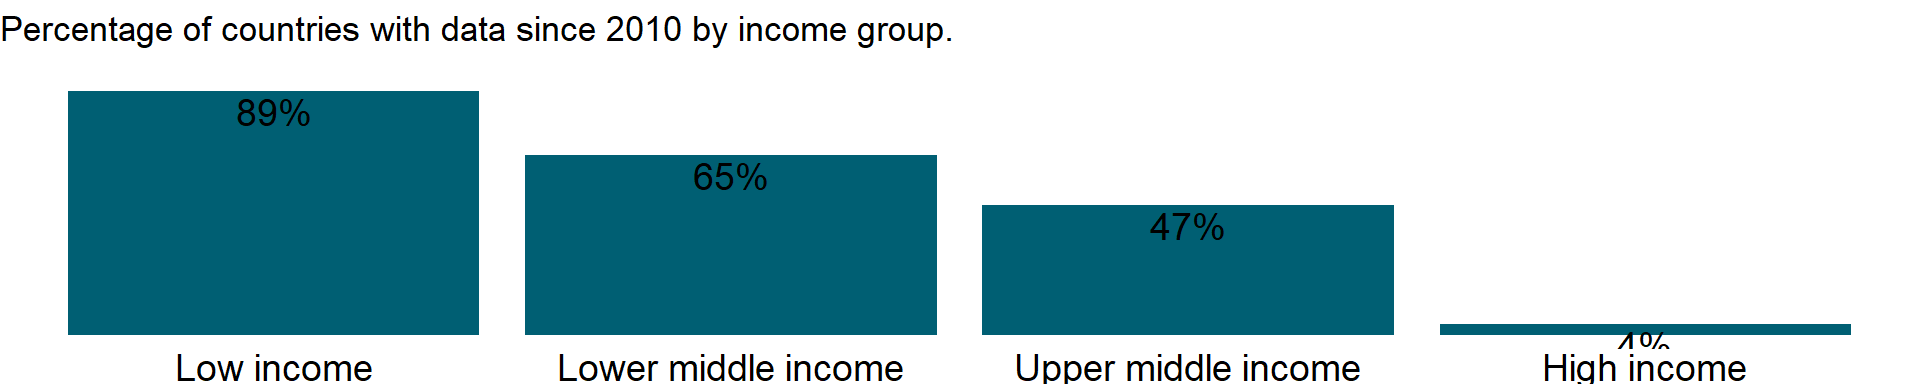 Percentage of countries with data since 2010 by income group.
89%
65%
47%
4%
Low income
Lower middle income
Upper middle income
High income